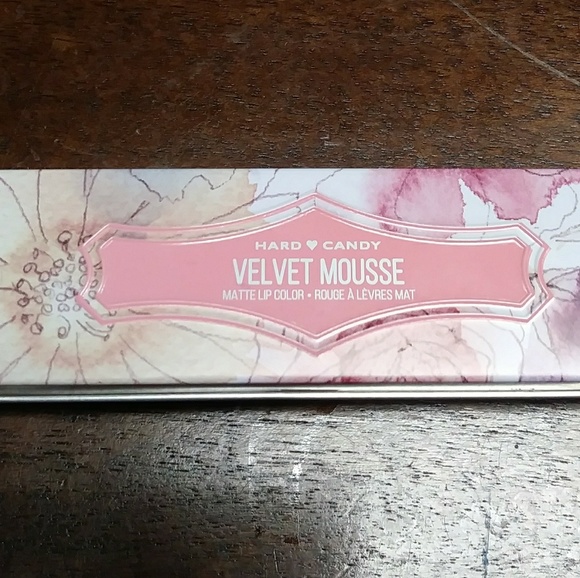 HARD ♥ CANDY
VELVET MOUSSE
MATTE LIP COLOR • ROUGE À LÈVRES MAT